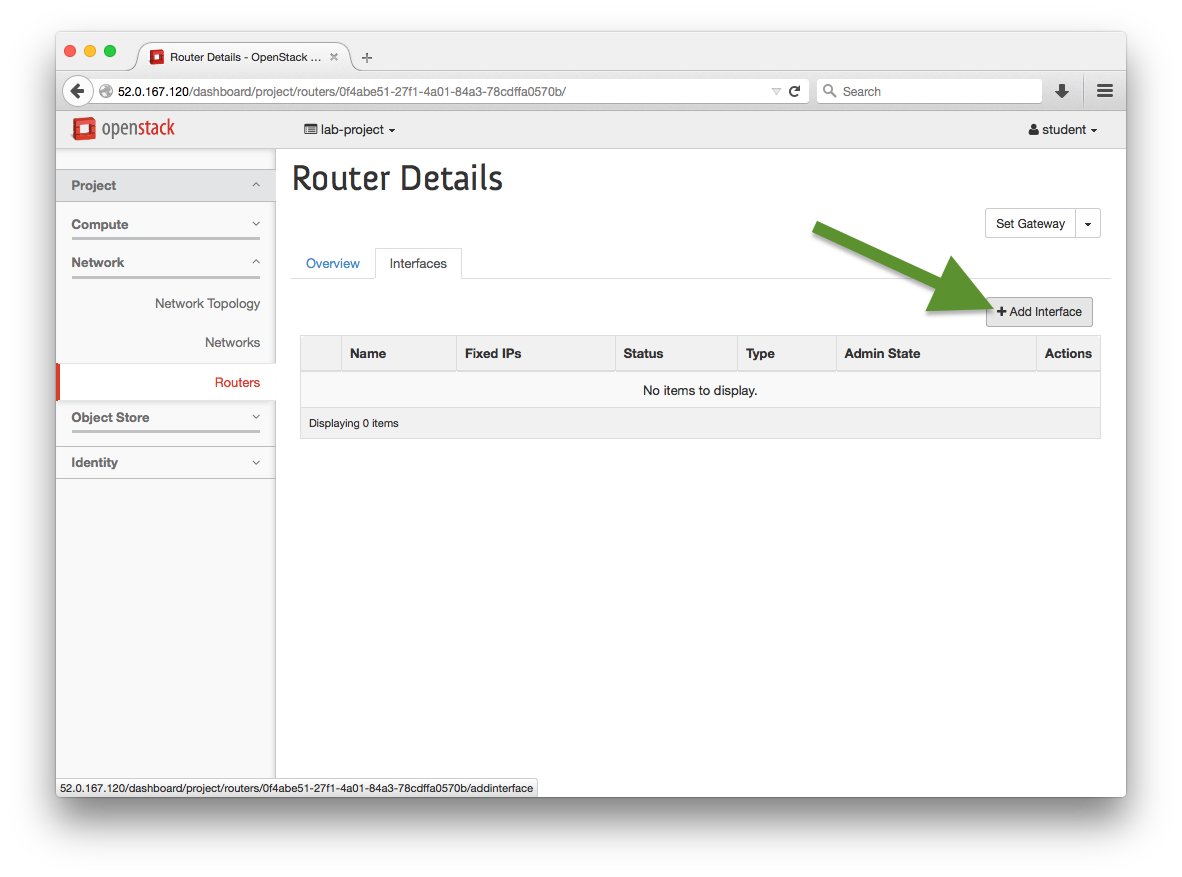 Router Details - OpenStack ...
52.0.167.120/dashboard/project/routers/0f4abe51-27f1-4a01-84a3-78cdffa0570b/
Search
openstack
lab-project
student
Project
Compute
Network
Network Topology
Networks
Routers
Object Store
Identity
Router Details
Set Gateway
Overview
Interfaces
Add Interface
Name Fixed IPs Status Type Admin State Actions
No items to display.
Displaying 0 items
52.0.167.120/dashboard/project/routers/0f4abe51-27f1-4a01-84a3-78cdffa0570b/addinterface